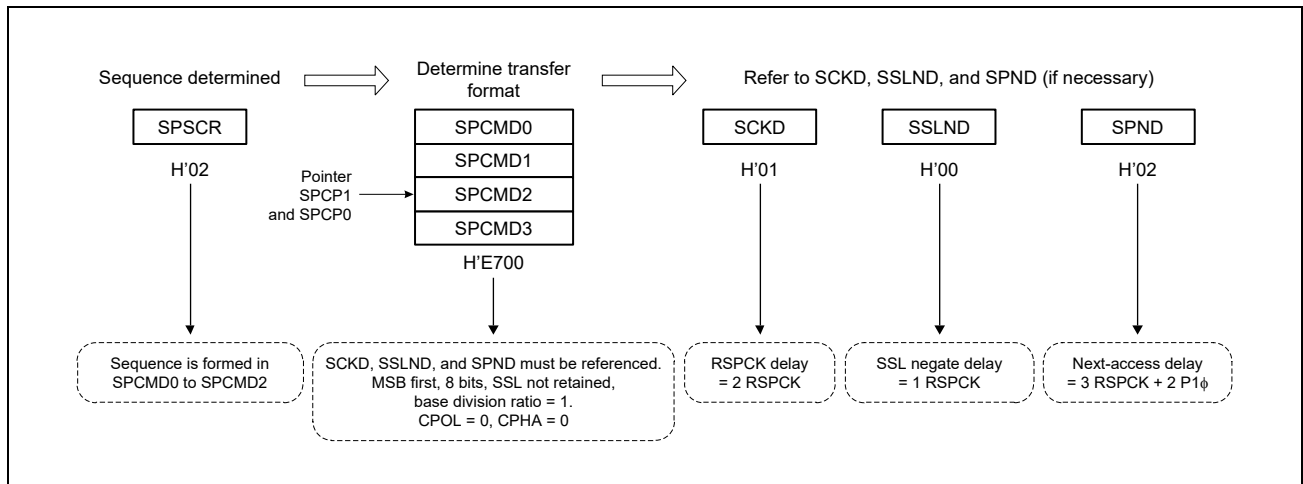 Sequence determined
Determine transfer
format
Refer to SCKD, SSLND, and SPND (if necessary)
SPSCR
H'02
Pointer
SPCP1
and SPCP0
SPCMD0
SPCMD1
SPCMD2
SPCMD3
H'E700
SCKD
H'01
SSLND
H'00
SPND
H'02
Sequence is formed in
SPCMD0 to SPCMD2
SCKD, SSLND, and SPND must be referenced.
MSB first, 8 bits, SSL not retained,
base division ratio = 1.
CPOL = 0, CPHA = 0
RSPCK delay
= 2 RSPCK
SSL negate delay
= 1 RSPCK
Next-access delay
= 3 RSPCK + 2 P1ϕ